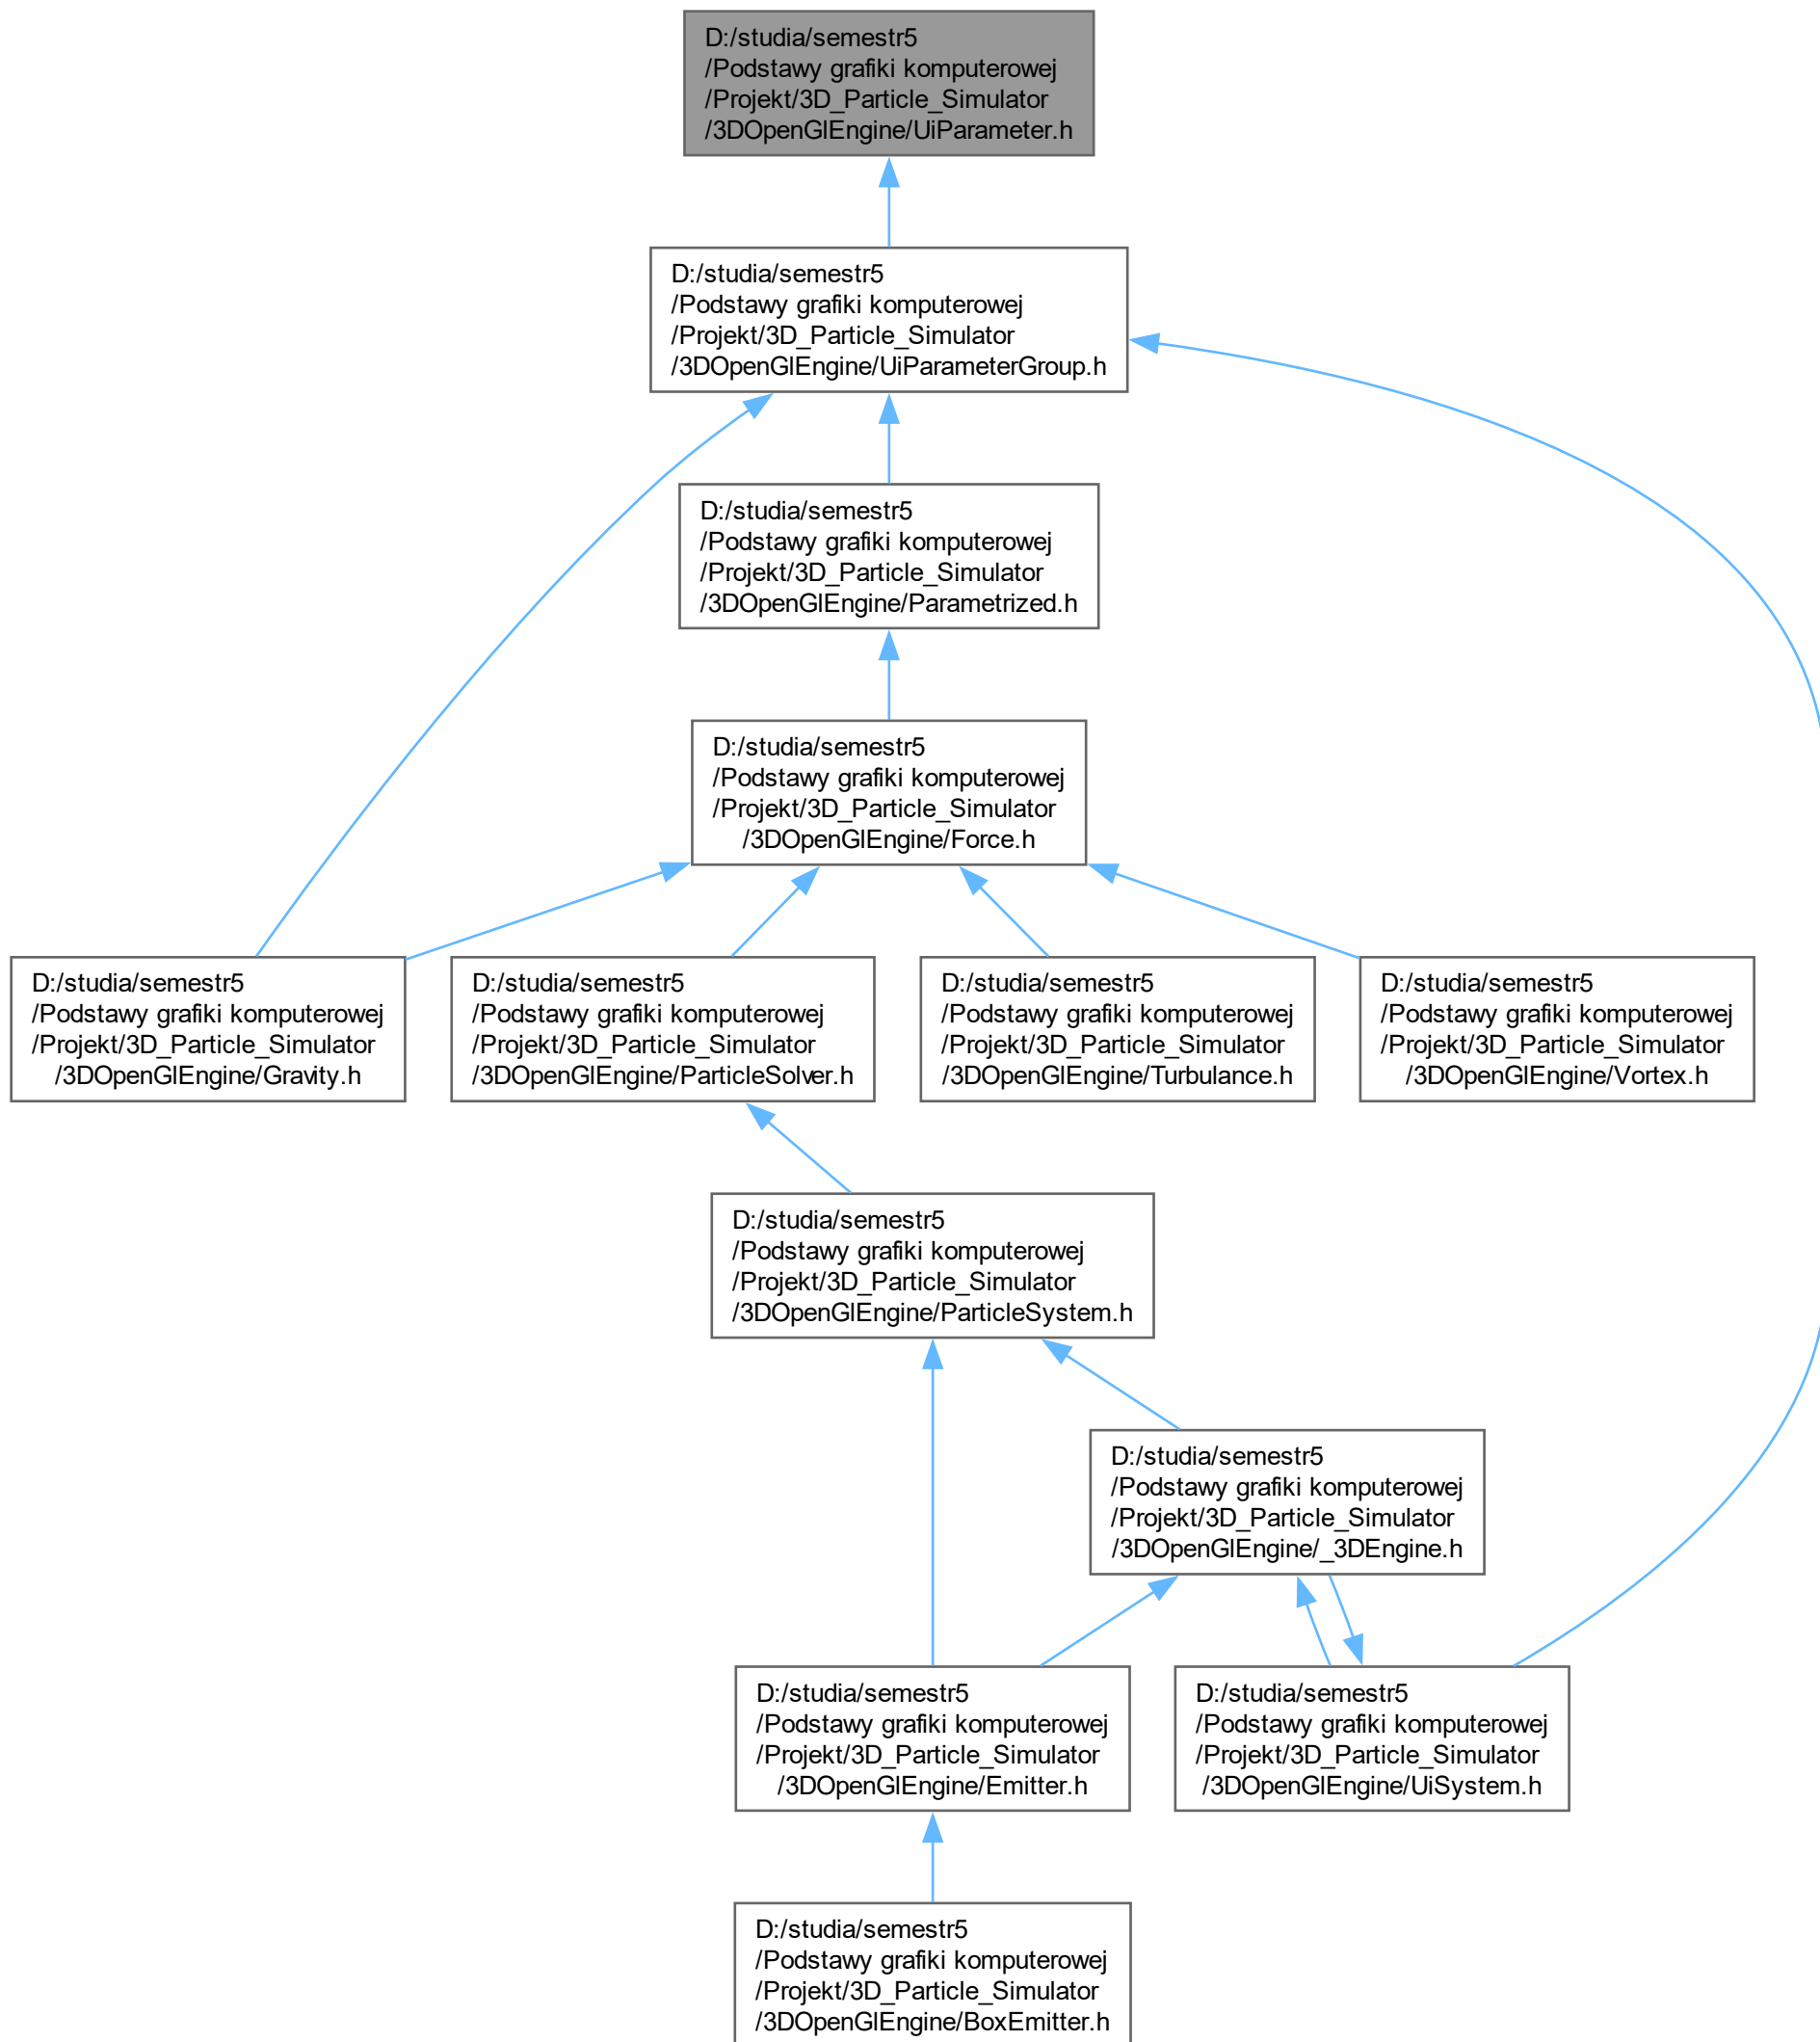 D:/studia/semestr5
/Podstawy grafiki komputerowej
/Projekt/3D_Particle_Simulator
/3DOpenGlEngine/UiParameter.h
D:/studia/semestr5
/Podstawy grafiki komputerowej
/Projekt/3D_Particle_Simulator
/3DOpenGlEngine/UiParameterGroup.h
D:/studia/semestr5
/Podstawy grafiki komputerowej
/Projekt/3D_Particle_Simulator
/3DOpenGlEngine/Parametrized.h
D:/studia/semestr5
/Podstawy grafiki komputerowej
/Projekt/3D_Particle_Simulator
/3DOpenGlEngine/Force.h
D:/studia/semestr5
/Podstawy grafiki komputerowej
/Projekt/3D_Particle_Simulator
/3DOpenGlEngine/Gravity.h
D:/studia/semestr5
/Podstawy grafiki komputerowej
/Projekt/3D_Particle_Simulator
/3DOpenGlEngine/ParticleSolver.h
D:/studia/semestr5
/Podstawy grafiki komputerowej
/Projekt/3D_Particle_Simulator
/3DOpenGlEngine/Turbulance.h
D:/studia/semestr5
/Podstawy grafiki komputerowej
/Projekt/3D_Particle_Simulator
/3DOpenGlEngine/Vortex.h
D:/studia/semestr5
/Podstawy grafiki komputerowej
/Projekt/3D_Particle_Simulator
/3DOpenGlEngine/ParticleSystem.h
D:/studia/semestr5
/Podstawy grafiki komputerowej
/Projekt/3D_Particle_Simulator
/3DOpenGlEngine/_3DEngine.h
D:/studia/semestr5
/Podstawy grafiki komputerowej
/Projekt/3D_Particle_Simulator
/3DOpenGlEngine/Emitter.h
D:/studia/semestr5
/Podstawy grafiki komputerowej
/Projekt/3D_Particle_Simulator
/3DOpenGlEngine/UiSystem.h
D:/studia/semestr5
/Podstawy grafiki komputerowej
/Projekt/3D_Particle_Simulator
/3DOpenGlEngine/BoxEmitter.h